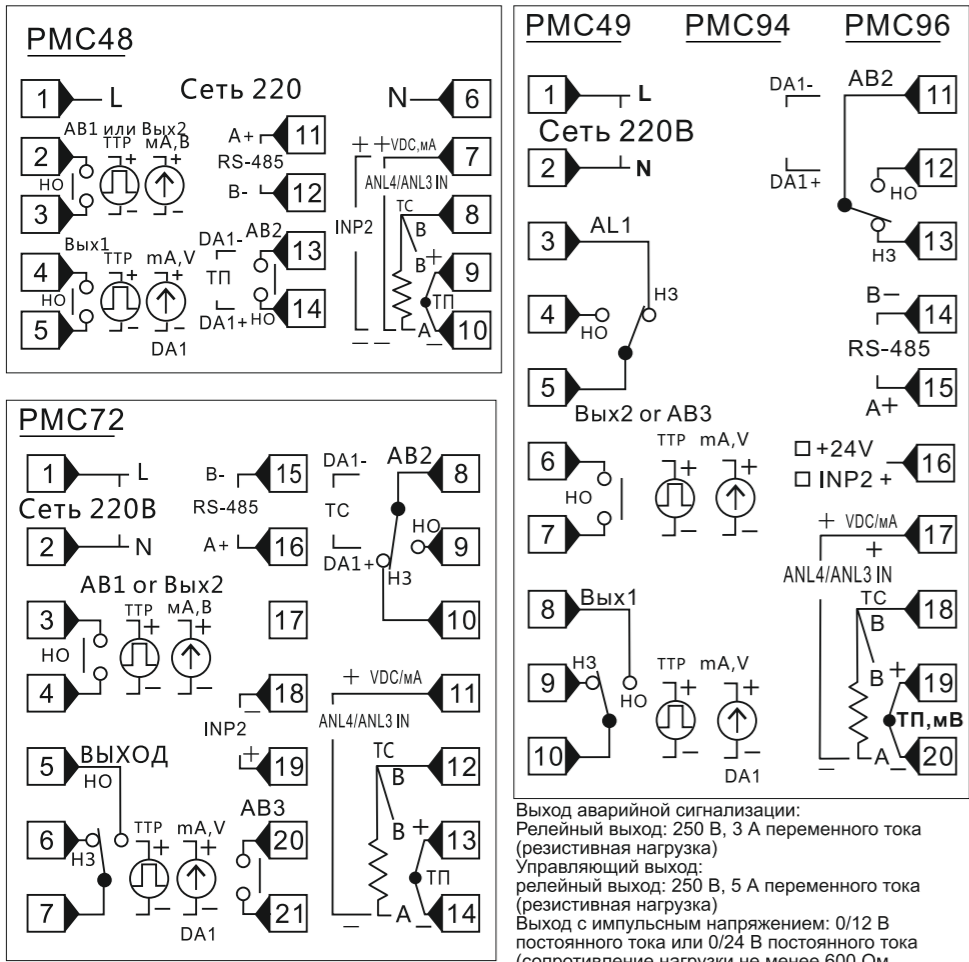 PMC48
1 L Сеть 220 N 6
АВ1 или Вых2
ТТР мА,В
2 + + A+ 11 + + VDC,мА 7
НО RS-485
3 – – B- 12 ANL4/ANL3 IN
INP2 TC 8
B
Вых1
ТТР mA,V
4 + + DA1- АВ2 13 B + 9
НО ТП ТП
5 – – DA1+ НО 14 – – A – 10
DA1
PMC72
1 L B- 15 DA1- АВ2 8
Сеть 220В RS-485 TC НО
2 N A+ 16 DA1+ 9
НЗ
АВ1 or Вых2
ТТР мА,В
3 + + 17 10
НО
4 – – – 18 + VDC/мА 11
INP2 ANL4/ANL3 IN
5 ВЫХОД + 19 TC 12
НО B
АВ3
6 ТТР mA,V 20 B + 13
НЗ + + ТП
7 – – 21 – A – 14
DA1
PMC49 PMC94 PMC96
1 L DA1- АВ2 11
Сеть 220В
2 N DA1+ 12
НО
3 AL1 13
НЗ
4 НО НЗ B– 14
RS-485
5 A+ 15
Вых2 or АВ3
6 ТТР mA,V □ +24V 16
НО + + □ INP2 +
7 – – + VDC/мА 17
+
ANL4/ANL3 IN
8 Вых1 TC 18
B
9 НЗ НО ТТР mA,V B + 19
+ + ТП,мВ
10 – – – A – 20
DA1
Выход аварийной сигнализации:
Релейный выход: 250 В, 3 А переменного тока
(резистивная нагрузка)
Управляющий выход:
релейный выход: 250 В, 5 А переменного тока
(резистивная нагрузка)
Выход с импульсным напряжением: 0/12 В
постоянного тока или 0/24 В постоянного тока
(сопротивление нагрузки не менее 600 Ом